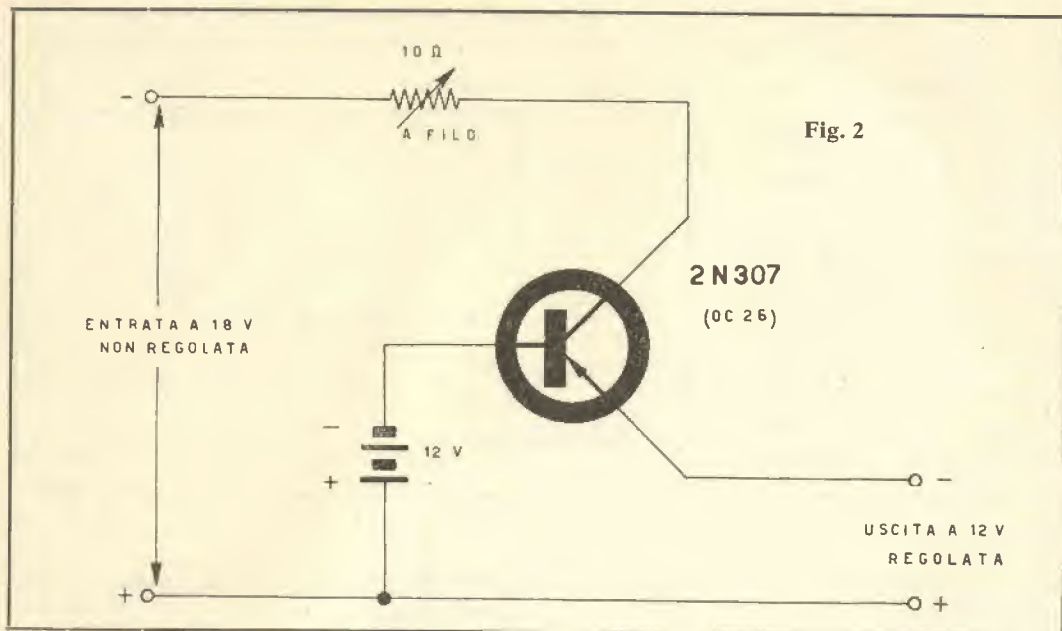 10 Ω
-
A FILO
Fig. 2
2N307
(OC 26)
ENTRATA A 18 V
NON REGOLATA
-
12 V
+
-
USCITA A 12 V
REGOLATA
+
+